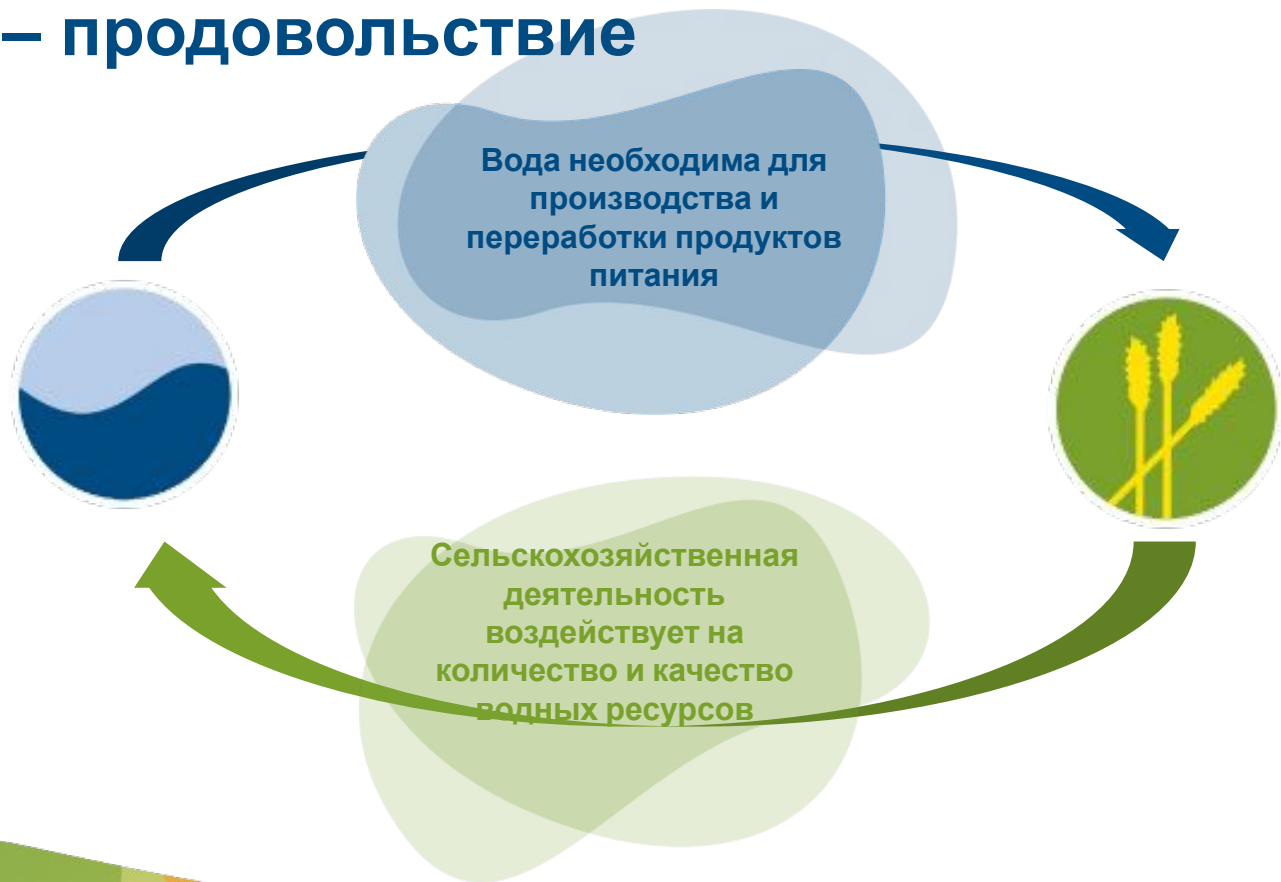 – продовольствие
Вода необходима для
производства и
переработки продуктов
питания
Сельскохозяйственная
деятельность
воздействует на
количество и качество
водных ресурсов